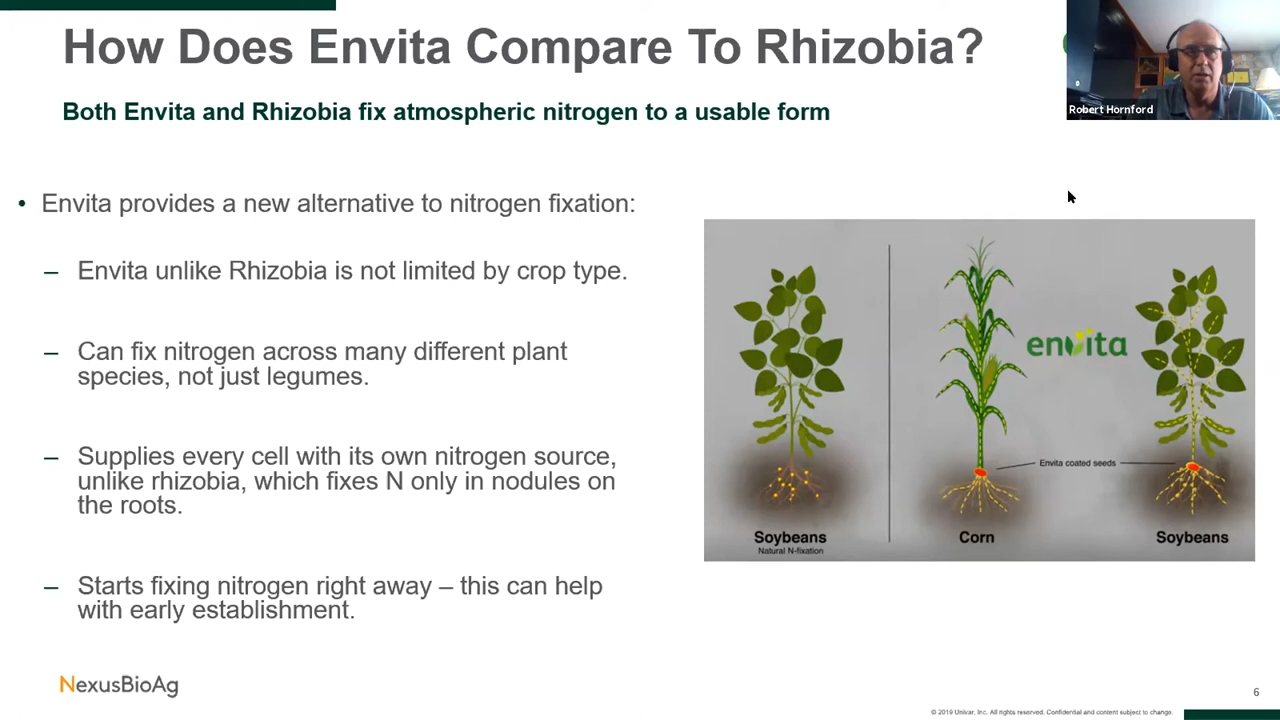 How Does Envita Compare To Rhizobia?
Both Envita and Rhizobia fix atmospheric nitrogen to a usable form
Robert Hornford
• Envita provides a new alternative to nitrogen fixation:
– Envita unlike Rhizobia is not limited by crop type.
– Can fix nitrogen across many different plant
species, not just legumes.
– Supplies every cell with its own nitrogen source,
unlike rhizobia, which fixes N only in nodules on
the roots.
– Starts fixing nitrogen right away – this can help
with early establishment.
envita
Envita coated seeds
Soybeans
Natural N-fixation
Corn
Soybeans
NexusBioAg
6
© 2019 Univar, Inc. All rights reserved. Confidential and content subject to change.